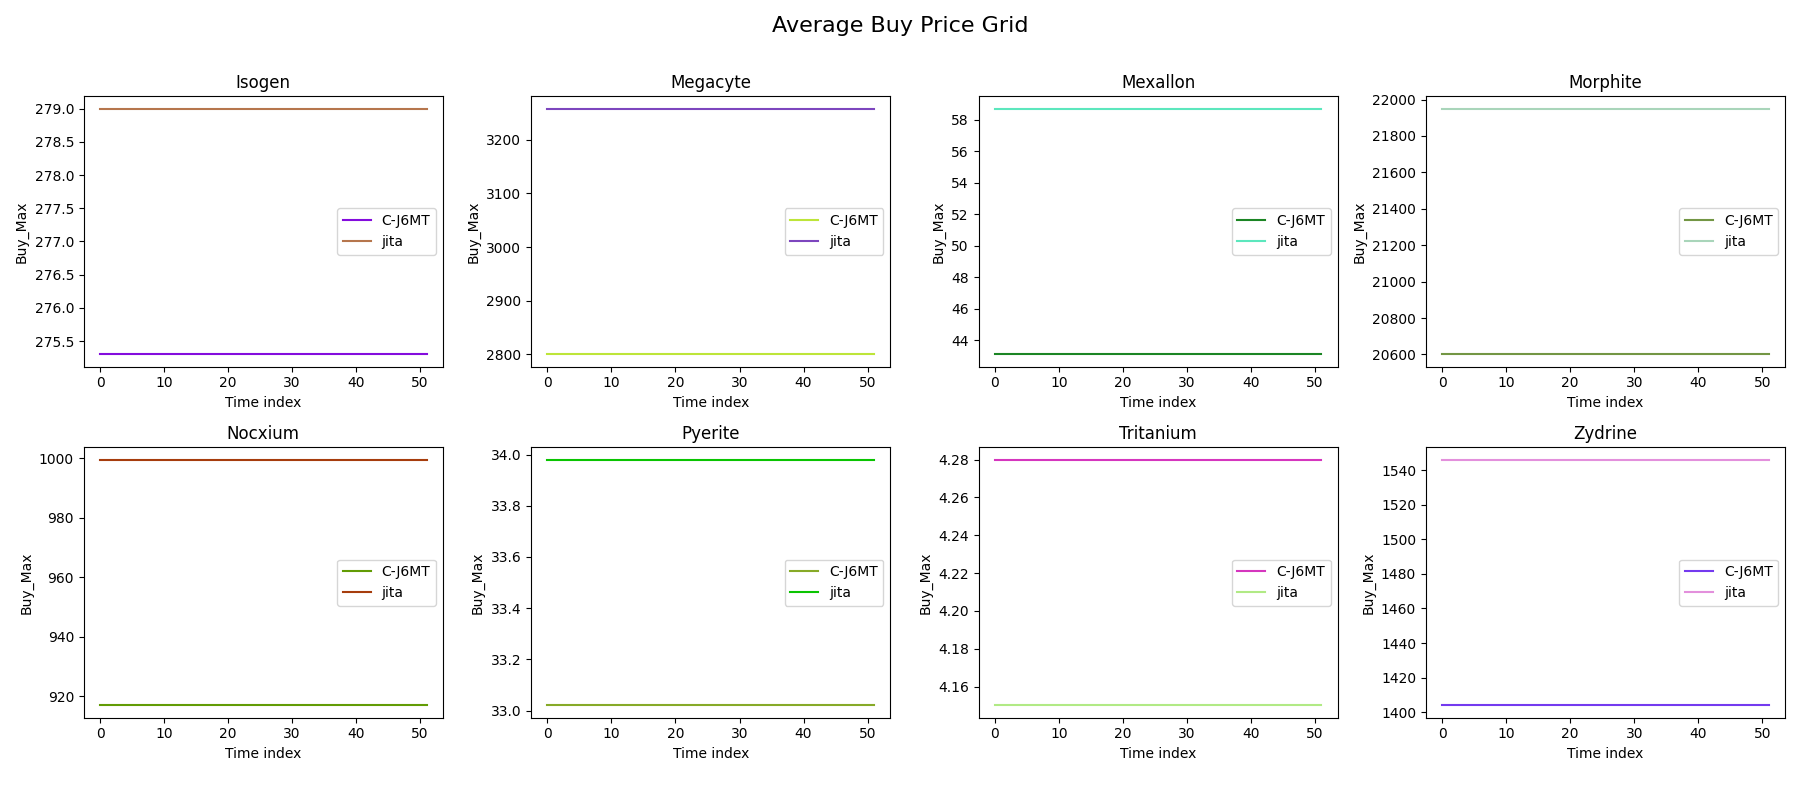 Average Buy Price Grid
Isogen
279.0
278.5
278.0
277.5
277.0
276.5
276.0
275.5
Buy_Max
C-J6MT
jita
0 10 20 30 40 50
Time index
Megacyte
3200
3100
3000
2900
2800
Buy_Max
C-J6MT
jita
0 10 20 30 40 50
Time index
Mexallon
58
56
54
52
50
48
46
44
Buy_Max
C-J6MT
jita
0 10 20 30 40 50
Time index
Morphite
22000
21800
21600
21400
21200
21000
20800
20600
Buy_Max
C-J6MT
jita
0 10 20 30 40 50
Time index
Nocxium
1000
980
960
940
920
Buy_Max
C-J6MT
jita
0 10 20 30 40 50
Time index
Pyerite
34.0
33.8
33.6
33.4
33.2
33.0
Buy_Max
C-J6MT
jita
0 10 20 30 40 50
Time index
Tritanium
4.28
4.26
4.24
4.22
4.20
4.18
4.16
Buy_Max
C-J6MT
jita
0 10 20 30 40 50
Time index
Zydrine
1540
1520
1500
1480
1460
1440
1420
1400
Buy_Max
C-J6MT
jita
0 10 20 30 40 50
Time index